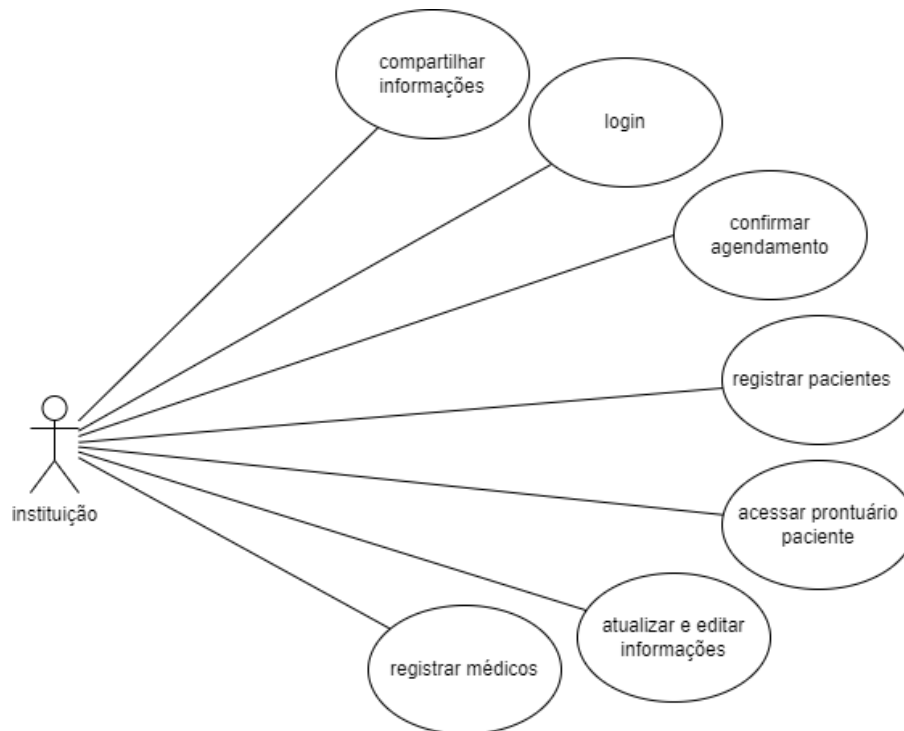 compartilhar
informações
login
confirmar
agendamento
registrar pacientes
acessar prontuário
paciente
instituição
atualizar e editar
informações
registrar médicos